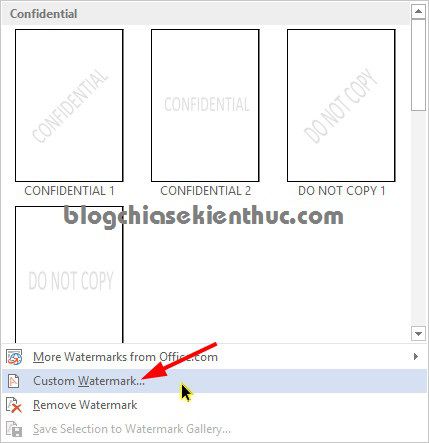 Confidential
CONFIDENTIAL
CONFIDENTIAL
DO NOT COPY
CONFIDENTIAL 1
CONFIDENTIAL 2
DO NOT COPY 1
blogchiasekienthuc.com
DO NOT COPY
More Watermarks from Office.com
Custom Watermark...
Remove Watermark
Save Selection to Watermark Gallery...